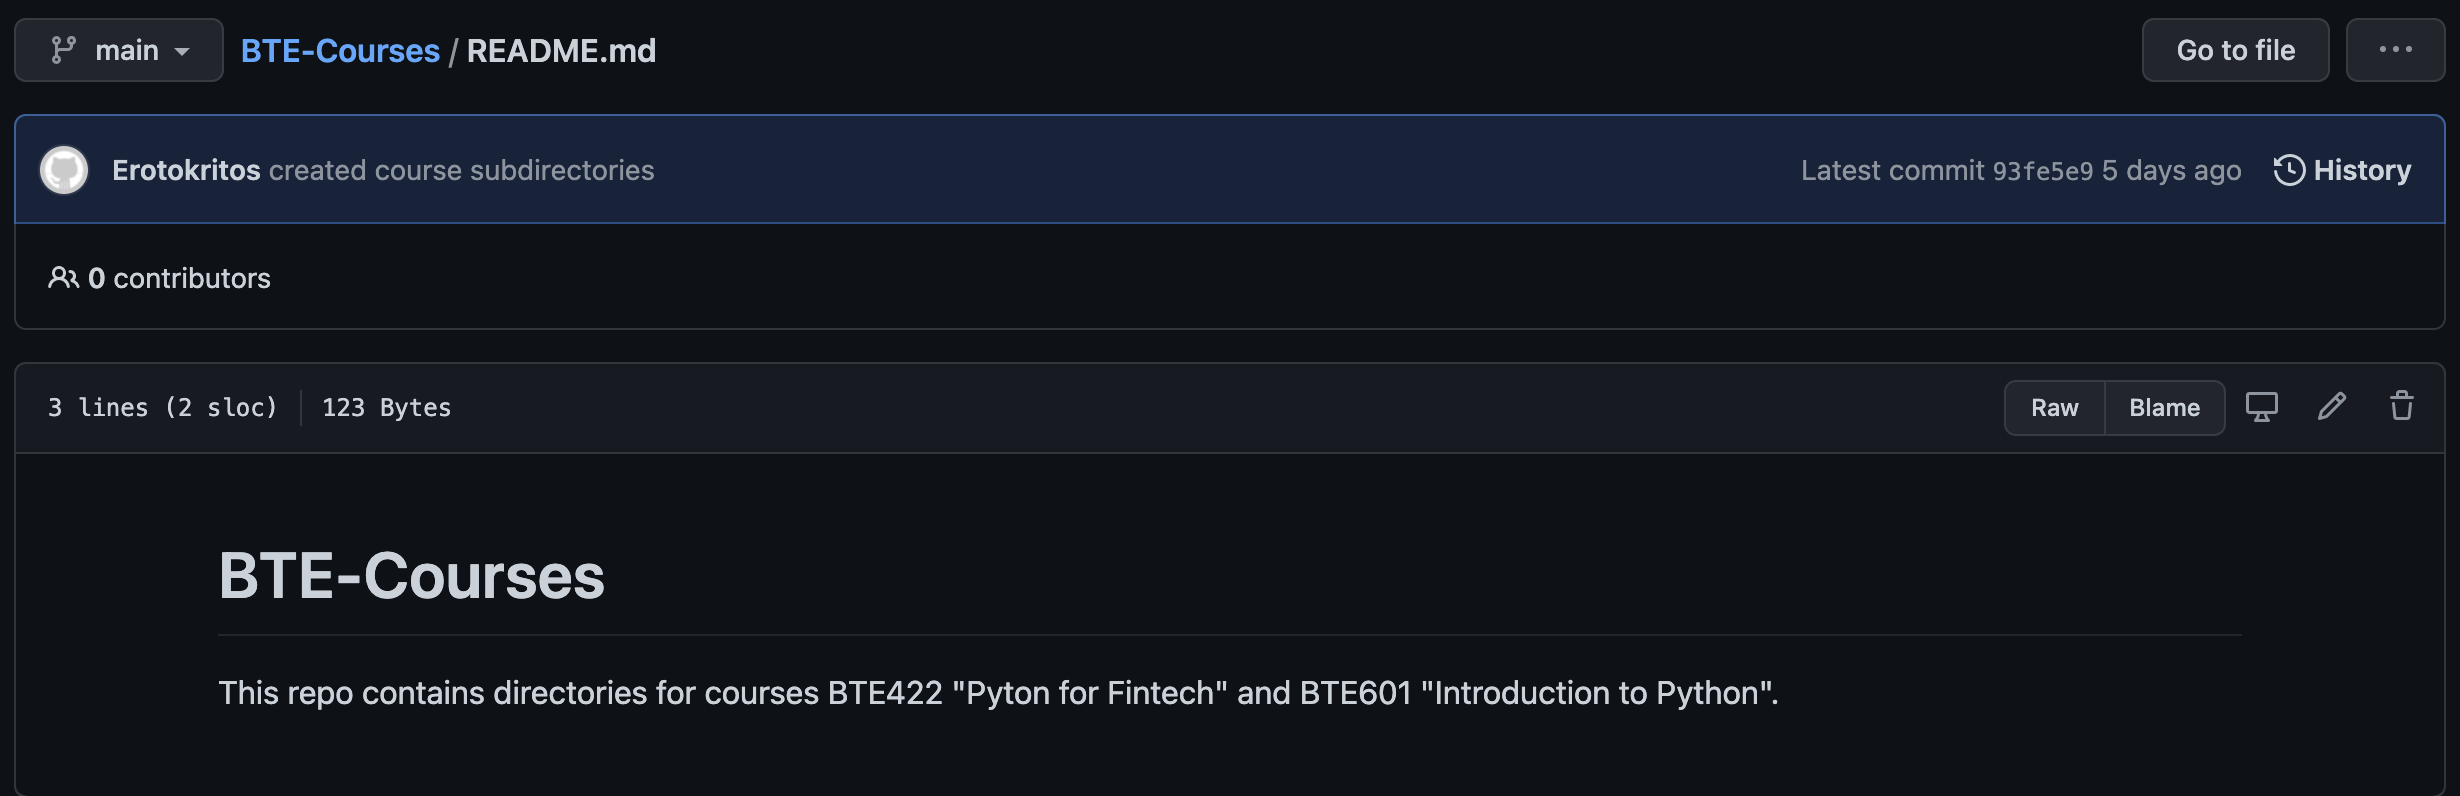 main
BTE-Courses / README.md
Go to file
Erotokritos created course subdirectories
Latest commit 93fe5e9 5 days ago
History
0 contributors
3 lines (2 sloc) 123 Bytes
Raw
Blame
BTE-Courses
This repo contains directories for courses BTE422 "Pyton for Fintech" and BTE601 "Introduction to Python".